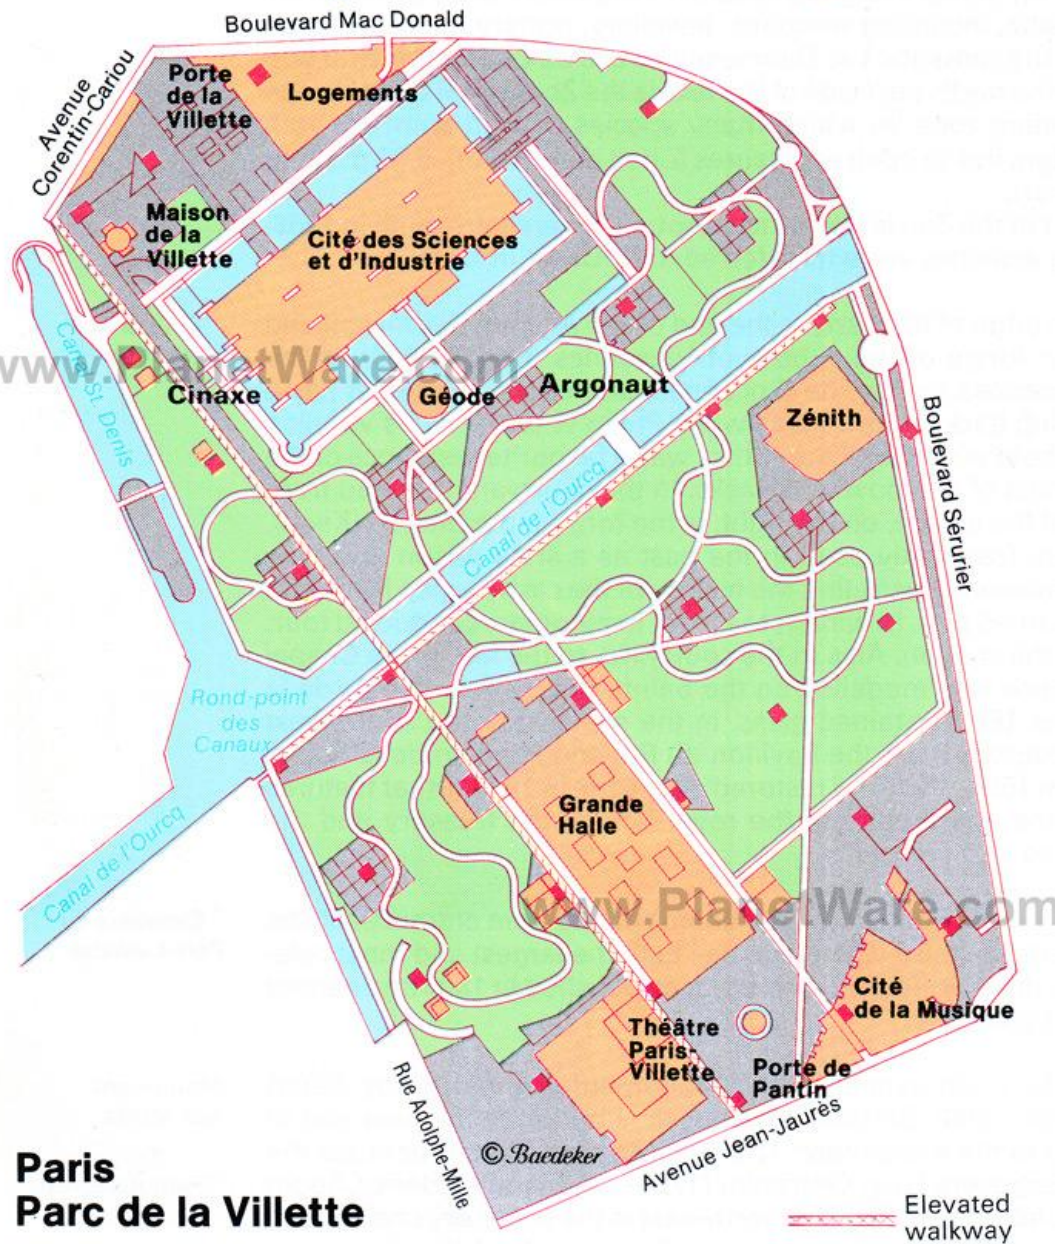 Boulevard Mac Donald
Avenue
Corentin-Cariou
Porte
de la
Villette
Logements
Maison
de la
Villette
Cité des Sciences
et d'Industrie
www.PlanetWare.com
Canal St. Denis
Cinaxe
Géode
Argonaut
Zénith
Boulevard Sérurier
Canal de l'Ourcq
Rond-point
des
Canaux
Canal de l'Ourcq
Grande
Halle
www.PlanetWare.com
Cité
de la Musique
Théâtre
Paris-
Villette
Porte de
Pantin
Rue Adolphe-Mille
Avenue Jean-Jaurès
© Baedeker
Paris
Parc de la Villette
Elevated
walkway